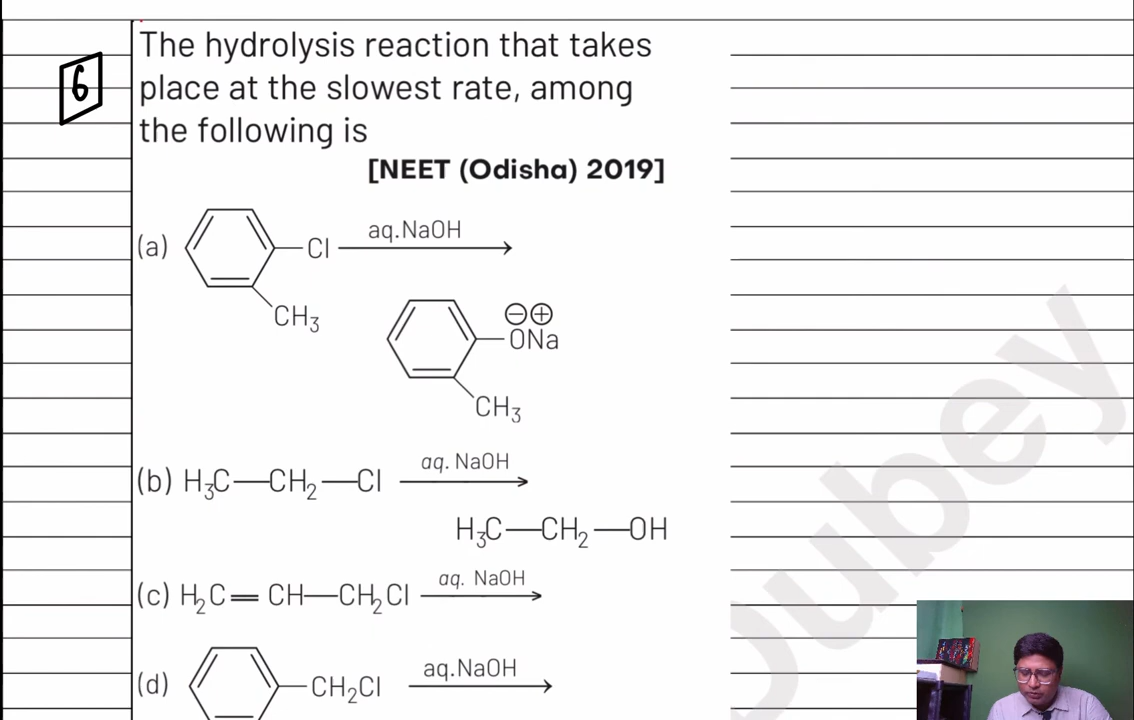 6
The hydrolysis reaction that takes
place at the slowest rate, among
the following is
[NEET (Odisha) 2019]
(a) Cl aq.NaOH
CH₃
⊖⊕
ONa
CH₃
(b) H₃C—CH₂—Cl aq. NaOH
H₃C—CH₂—OH
(c) H₂C=CH—CH₂Cl aq. NaOH
(d) CH₂Cl aq.NaOH